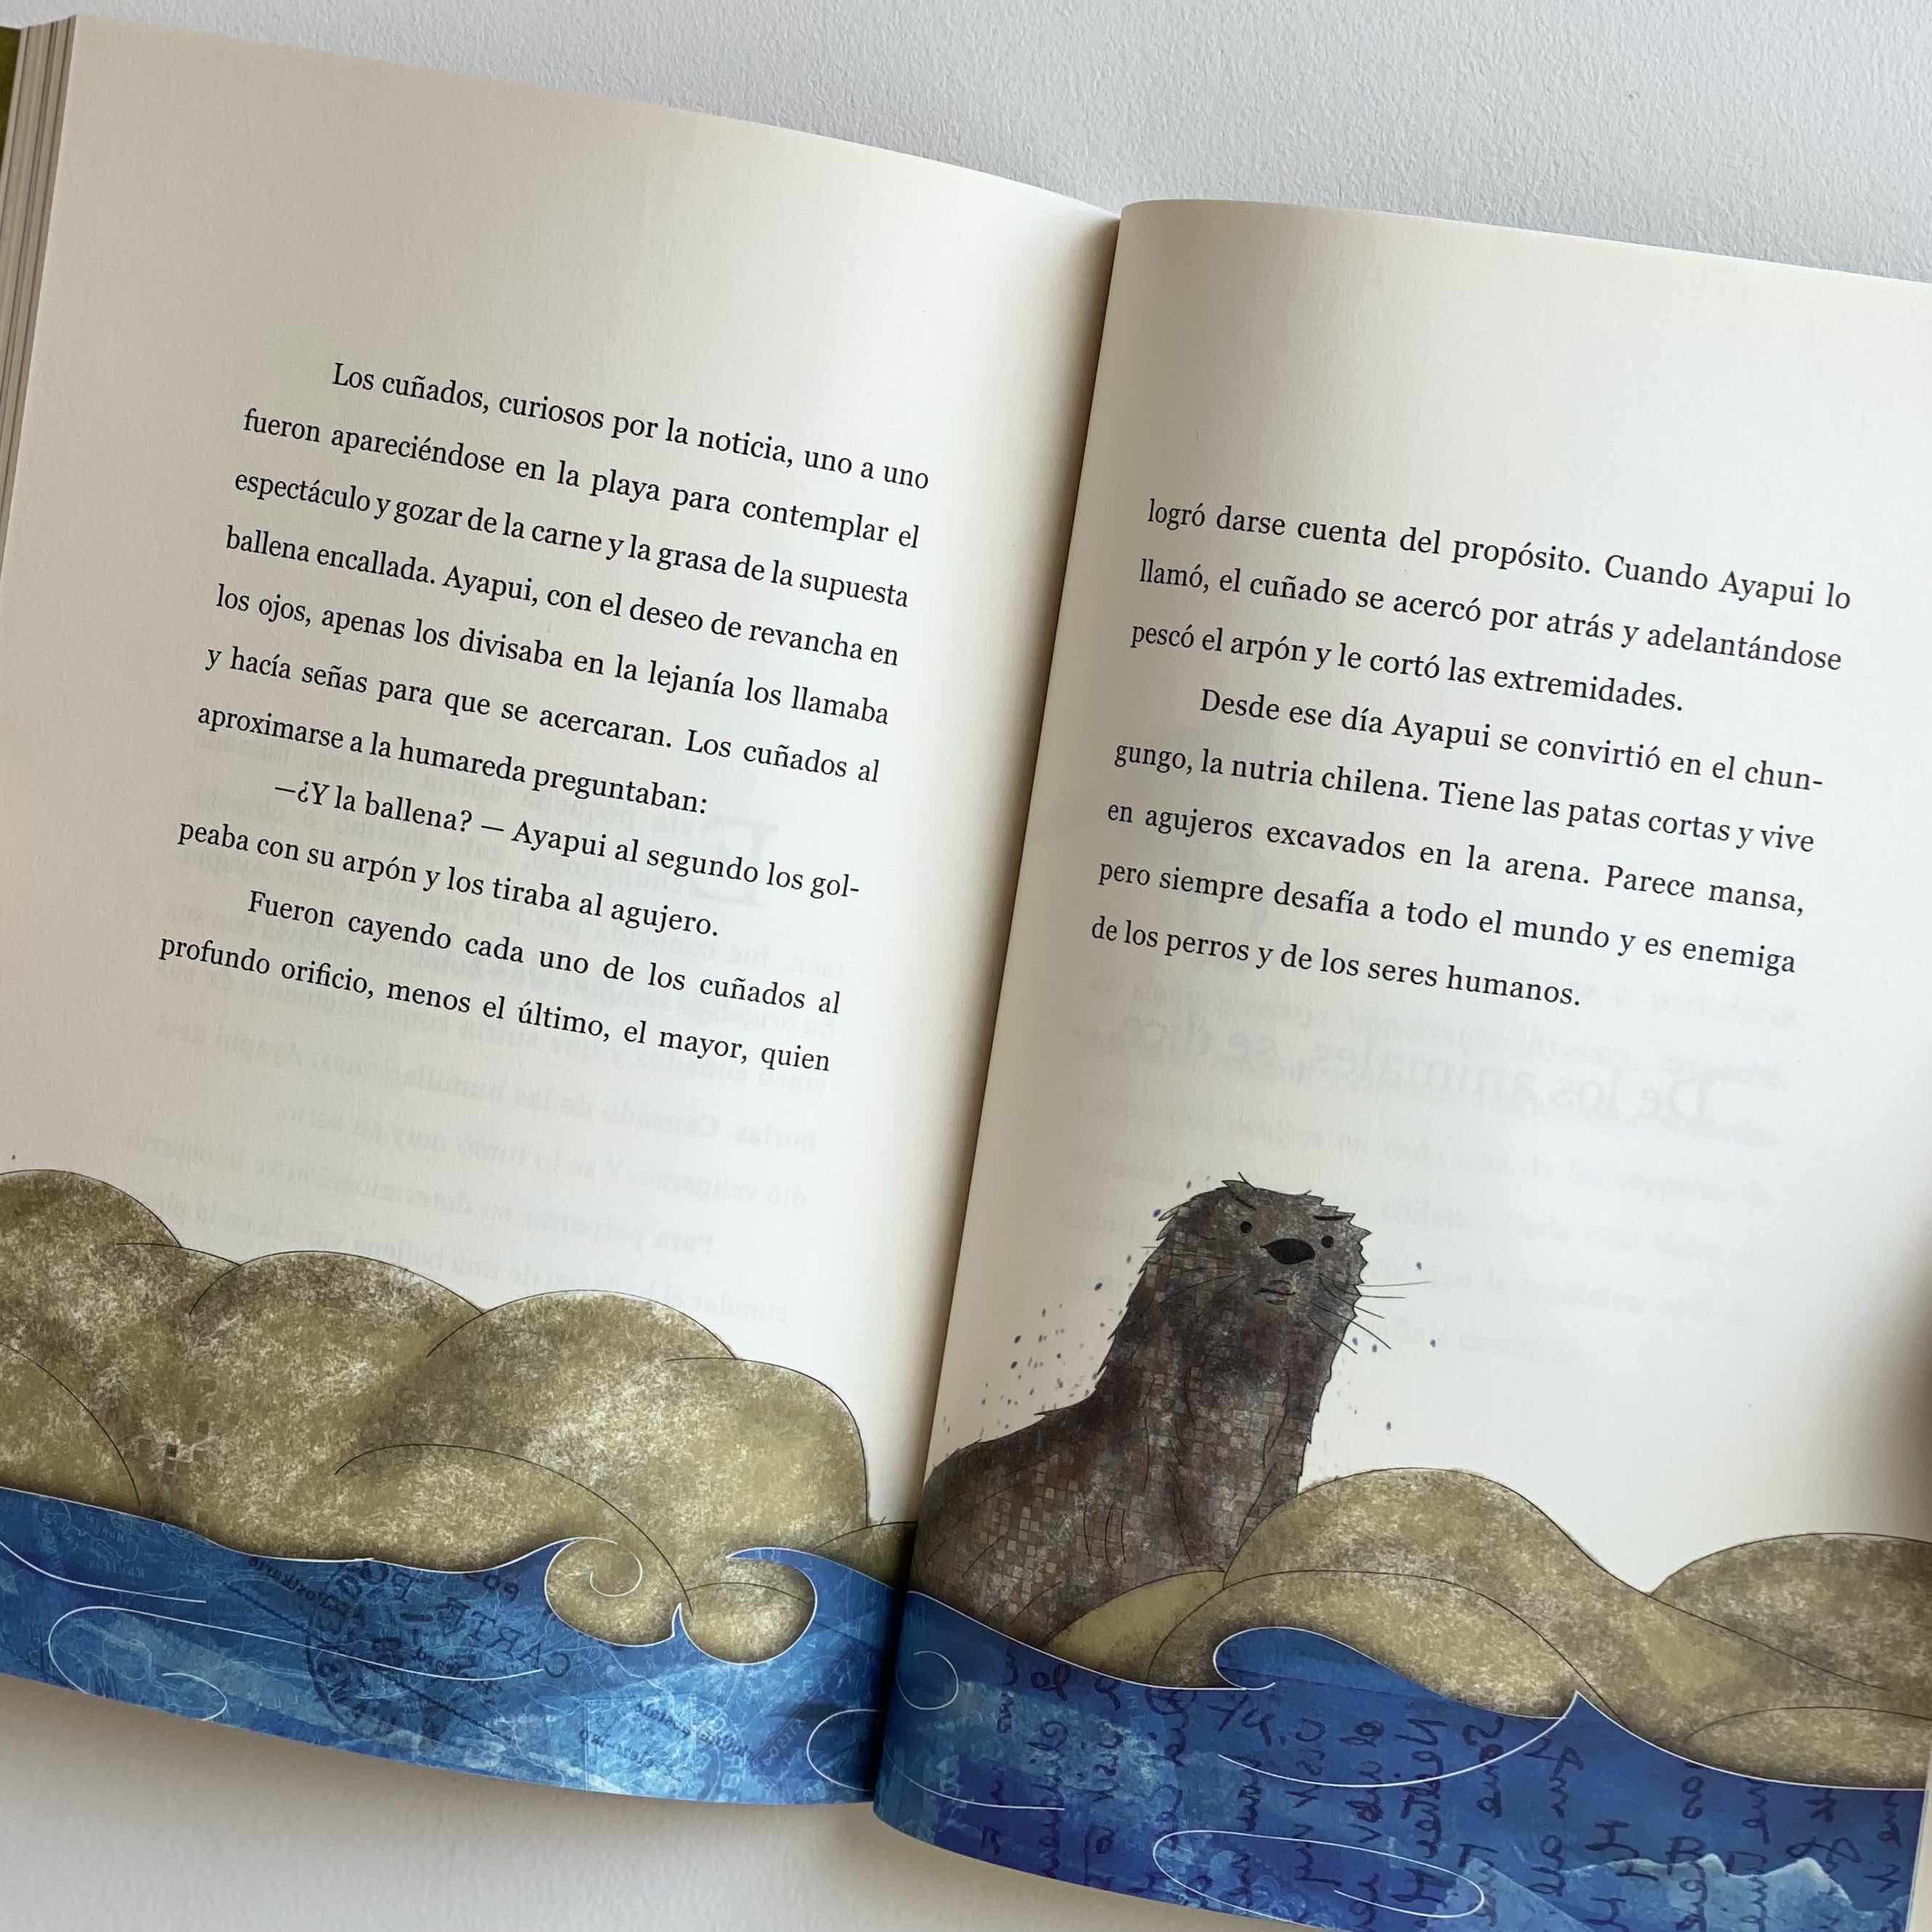 Los cuñados, curiosos por la noticia, uno a uno
fueron apareciéndose en la playa para contemplar el
espectáculo y gozar de la carne y la grasa de la supuesta
ballena encallada. Ayapui, con el deseo de revancha en
los ojos, apenas los divisaba en la lejanía los llamaba
y hacía señas para que se acercaran. Los cuñados al
aproximarse a la humareda preguntaban:
—¿Y la ballena? — Ayapui al segundo los gol-
peaba con su arpón y los tiraba al agujero.
Fueron cayendo cada uno de los cuñados al
profundo orificio, menos el último, el mayor, quien
logró darse cuenta del propósito. Cuando Ayapui lo
llamó, el cuñado se acercó por atrás y adelantándose
pescó el arpón y le cortó las extremidades.
Desde ese día Ayapui se convirtió en el chun-
gungo, la nutria chilena. Tiene las patas cortas y vive
en agujeros excavados en la arena. Parece mansa,
pero siempre desafía a todo el mundo y es enemiga
de los perros y de los seres humanos.